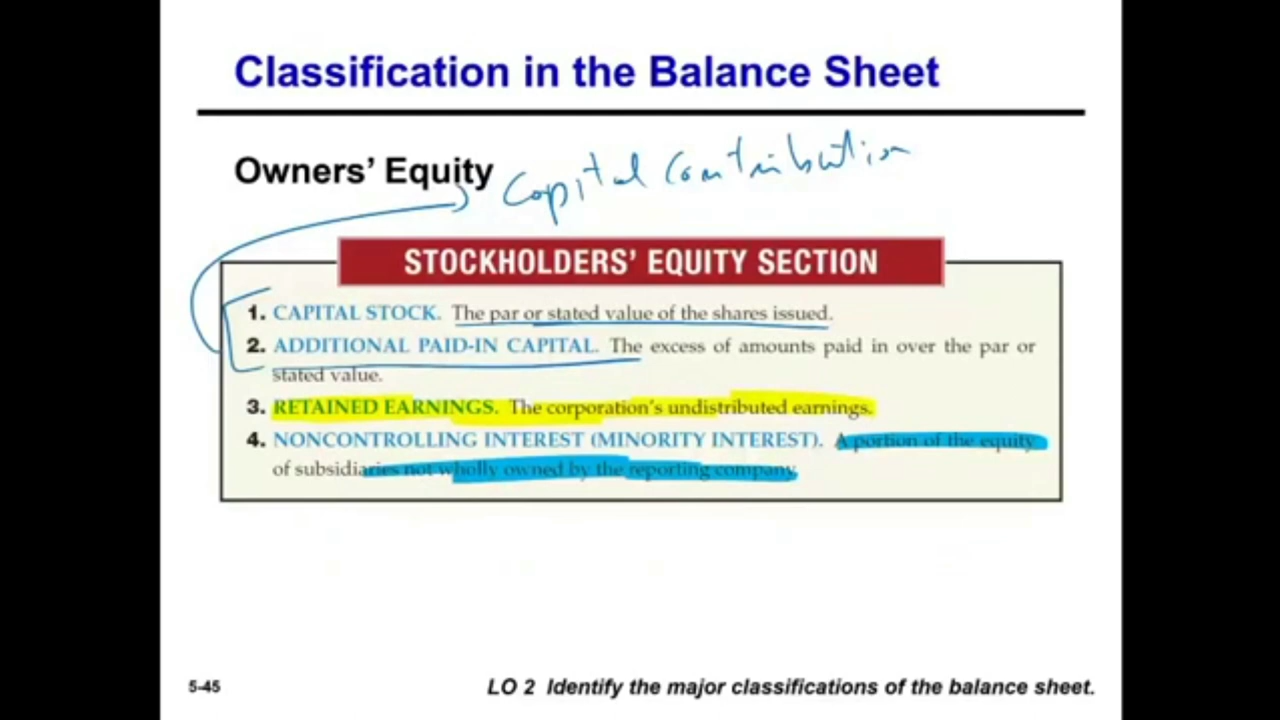 Classification in the Balance Sheet
Owners’ Equity
Capital Contribution
STOCKHOLDERS’ EQUITY SECTION
1. CAPITAL STOCK. The par or stated value of the shares issued.
2. ADDITIONAL PAID-IN CAPITAL. The excess of amounts paid in over the par or
stated value.
3. RETAINED EARNINGS. The corporation’s undistributed earnings.
4. NONCONTROLLING INTEREST (MINORITY INTEREST). A portion of the equity
of subsidiaries not wholly owned by the reporting company.
5-45
LO 2 Identify the major classifications of the balance sheet.